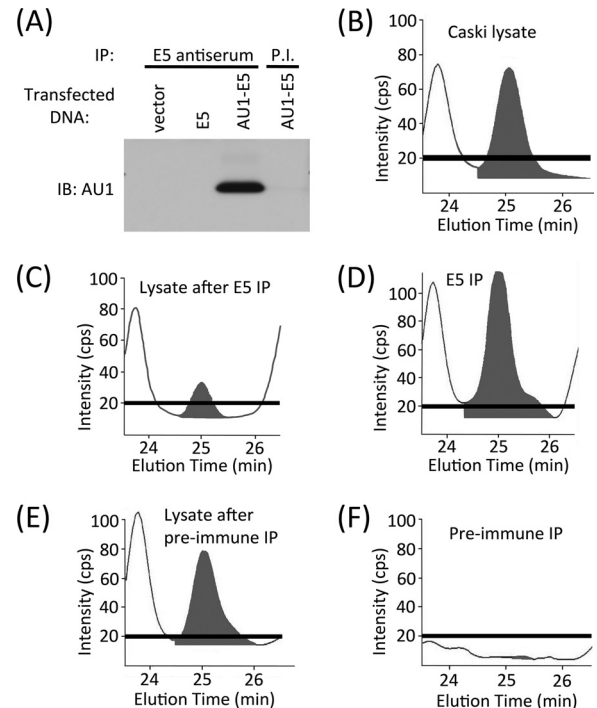 (A)
IP: E5 antiserum P.I.
Transfected DNA: vector E5 AU1-E5 AU1-E5
IB: AU1
(B)
Caski lysate
Intensity (cps)
100
80
60
40
20
24 25 26
Elution Time (min)
(C)
Lysate after E5 IP
Intensity (cps)
100
80
60
40
20
24 25 26
Elution Time (min)
(D)
E5 IP
Intensity (cps)
100
80
60
40
20
24 25 26
Elution Time (min)
(E)
Lysate after
pre-immune IP
Intensity (cps)
100
80
60
40
20
24 25 26
Elution Time (min)
(F)
Pre-immune IP
Intensity (cps)
100
80
60
40
20
24 25 26
Elution Time (min)